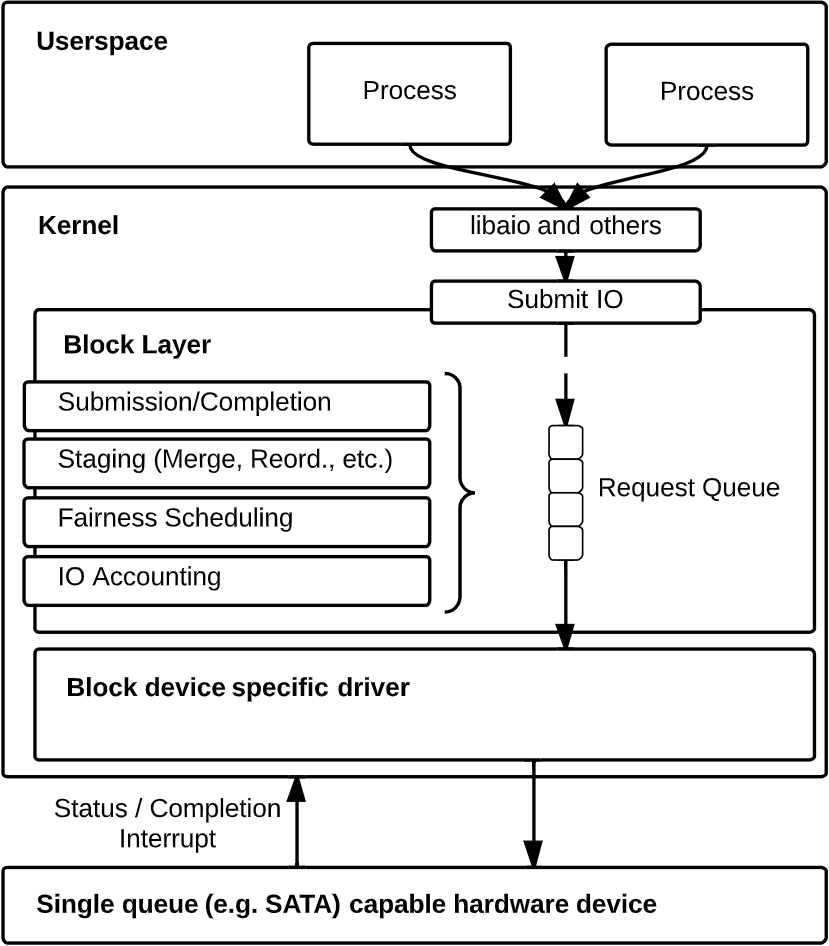 Userspace
Process
Process
Kernel
libaio and others
Submit IO
Block Layer
Submission/Completion
Staging (Merge, Reord., etc.)
Fairness Scheduling
IO Accounting
Request Queue
Block device specific driver
Status / Completion
Interrupt
Single queue (e.g. SATA) capable hardware device